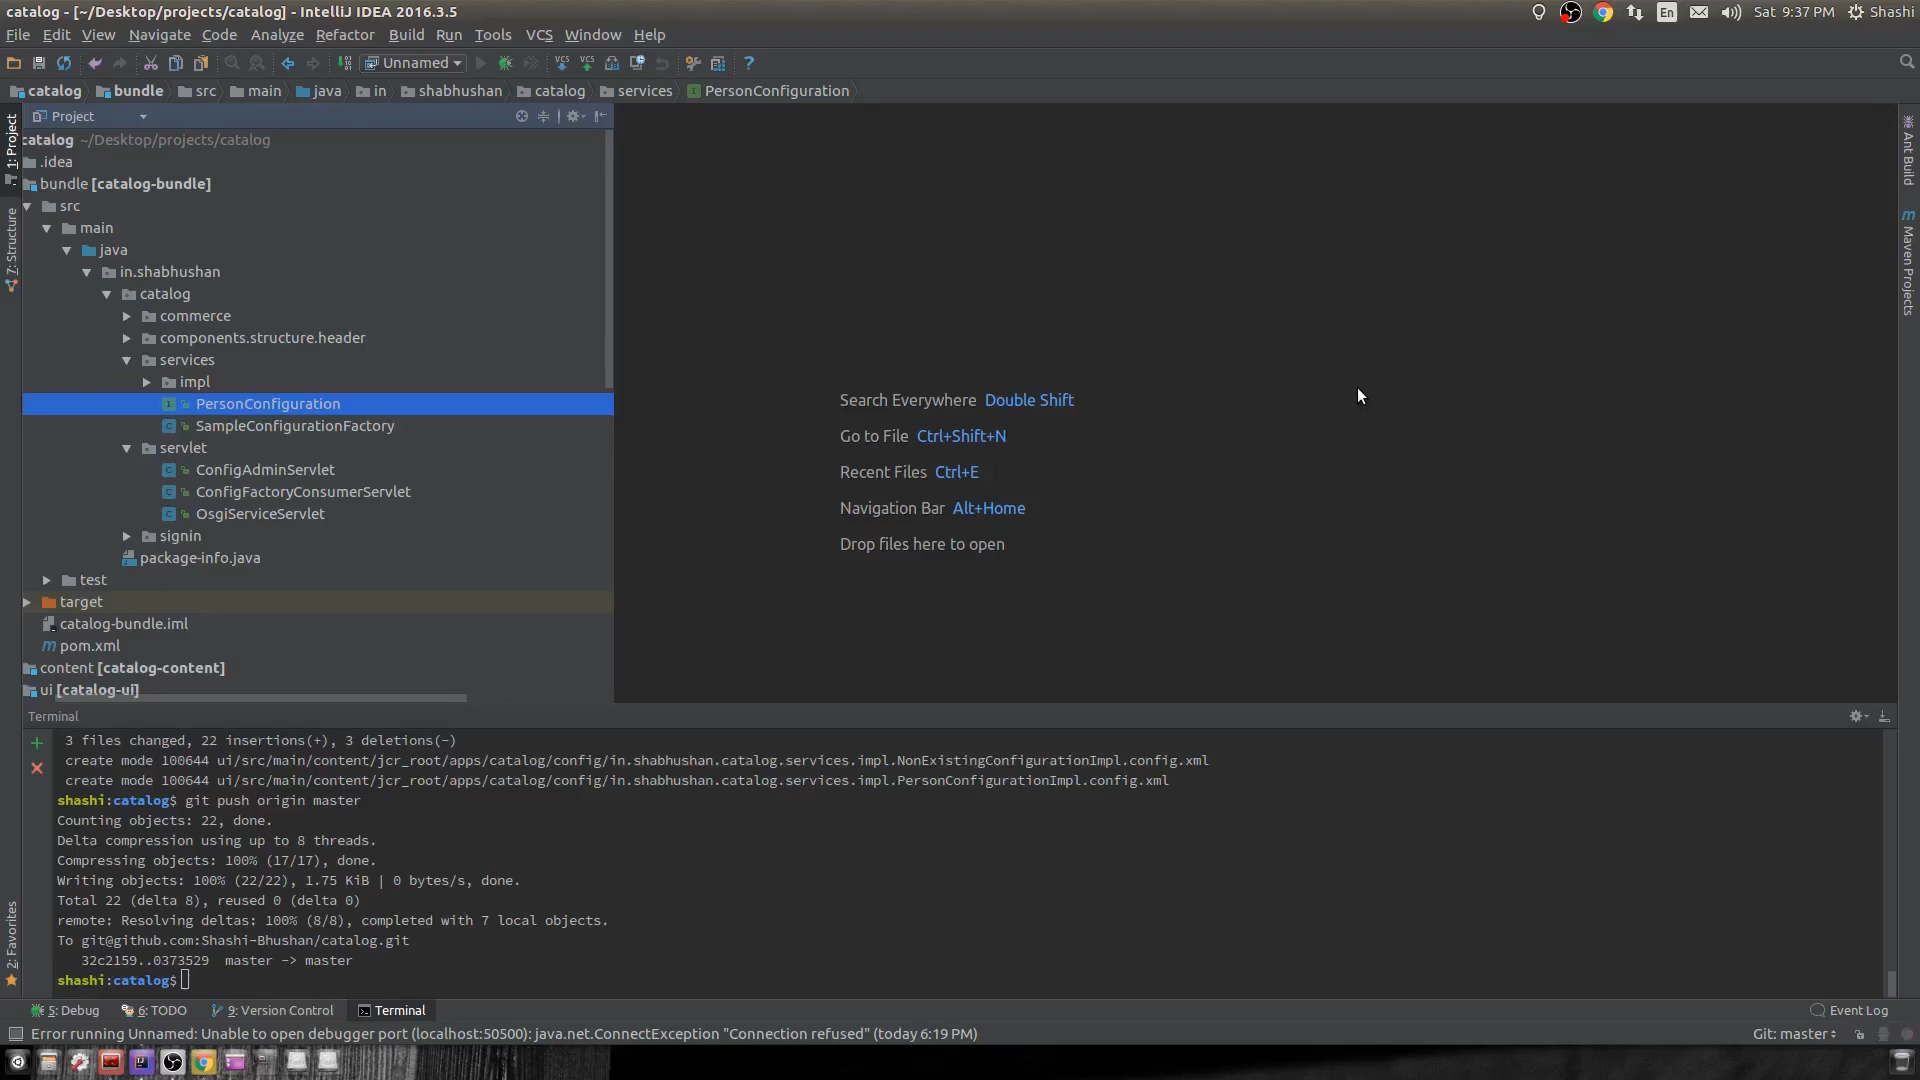 catalog - [~/Desktop/projects/catalog] - IntelliJ IDEA 2016.3.5
En
Sat 9:37 PM
Shashi
File Edit View Navigate Code Analyze Refactor Build Run Tools VCS Window Help
Unnamed
VCS VCS
?
catalog bundle src main java in shabhushan catalog services PersonConfiguration
1: Project
7: Structure
2: Favorites
Project
catalog ~/Desktop/projects/catalog
.idea
bundle [catalog-bundle]
src
main
java
in.shabhushan
catalog
commerce
components.structure.header
services
impl
PersonConfiguration
SampleConfigurationFactory
servlet
ConfigAdminServlet
ConfigFactoryConsumerServlet
OsgiServiceServlet
signin
package-info.java
test
target
catalog-bundle.iml
m pom.xml
content [catalog-content]
ui [catalog-ui]
Search Everywhere Double Shift
Go to File Ctrl+Shift+N
Recent Files Ctrl+E
Navigation Bar Alt+Home
Drop files here to open
Ant Build
m Maven Projects
Terminal
3 files changed, 22 insertions(+), 3 deletions(-)
create mode 100644 ui/src/main/content/jcr_root/apps/catalog/config/in.shabhushan.catalog.services.impl.NonExistingConfigurationImpl.config.xml
create mode 100644 ui/src/main/content/jcr_root/apps/catalog/config/in.shabhushan.catalog.services.impl.PersonConfigurationImpl.config.xml
shashi:catalog$ git push origin master
Counting objects: 22, done.
Delta compression using up to 8 threads.
Compressing objects: 100% (17/17), done.
Writing objects: 100% (22/22), 1.75 KiB | 0 bytes/s, done.
Total 22 (delta 8), reused 0 (delta 0)
remote: Resolving deltas: 100% (8/8), completed with 7 local objects.
To git@github.com:Shashi-Bhushan/catalog.git
32c2159..0373529 master -> master
shashi:catalog$
5: Debug 6: TODO 9: Version Control Terminal
Event Log
Error running Unnamed: Unable to open debugger port (localhost:50500): java.net.ConnectException "Connection refused" (today 6:19 PM)
Git: master